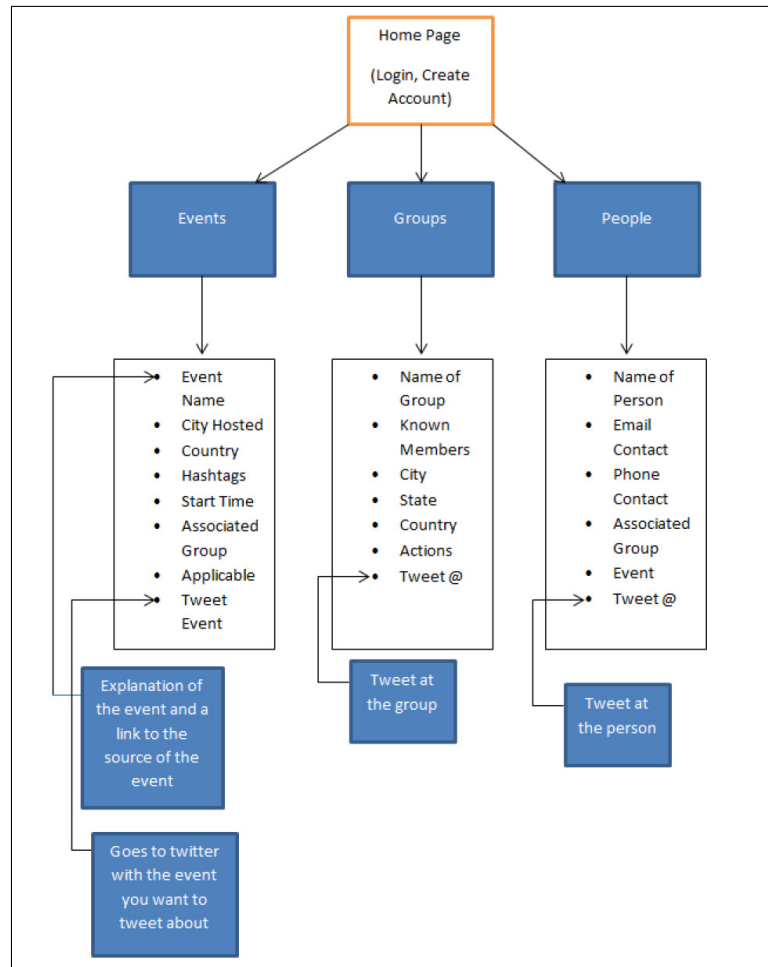 Home Page
(Login, Create
Account)
Events
Groups
People
• Event
Name
• City Hosted
• Country
• Hashtags
• Start Time
• Associated
Group
• Applicable
• Tweet
Event
• Name of
Group
• Known
Members
• City
• State
• Country
• Actions
• Tweet @
• Name of
Person
• Email
Contact
• Phone
Contact
• Associated
Group
• Event
• Tweet @
Explanation of
the event and a
link to the
source of the
event
Tweet at
the group
Tweet at
the person
Goes to twitter
with the event
you want to
tweet about